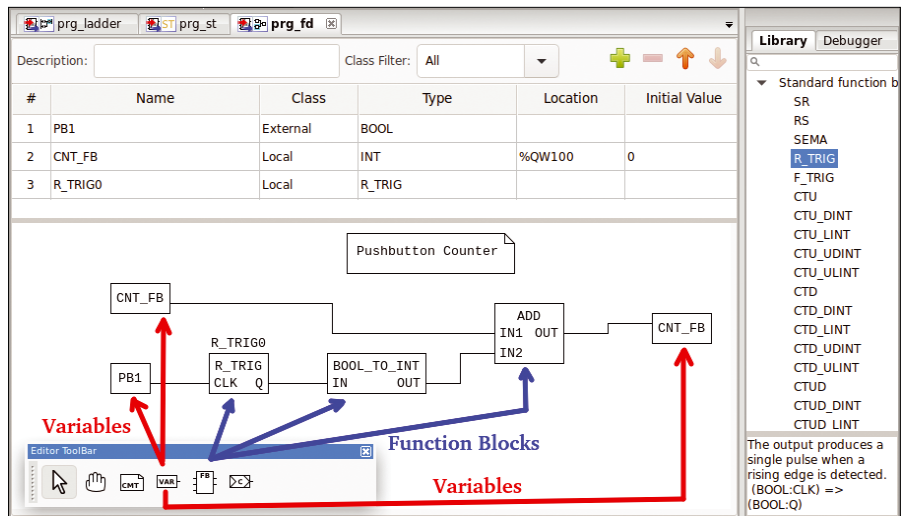 prg_ladder ST prg_st prg_fd
Library Debugger
Description: Class Filter: All
# Name Class Type Location Initial Value
1 PB1 External BOOL
2 CNT_FB Local INT %QW100 0
3 R_TRIG0 Local R_TRIG
Standard function b
SR
RS
SEMA
R_TRIG
F_TRIG
CTU
CTU_DINT
CTU_LINT
CTU_UDINT
CTU_ULINT
CTD
CTD_DINT
CTD_LINT
CTD_UDINT
CTD_ULINT
CTUD
CTUD_DINT
CTUD_LINT
The output produces a
single pulse when a
rising edge is detected.
(BOOL:CLK) =>
(BOOL:Q)
Pushbutton Counter
CNT_FB
ADD
IN1 OUT
IN2
CNT_FB
R_TRIG0
R_TRIG
CLK Q
BOOL_TO_INT
IN OUT
PB1
Variables
Function Blocks
Editor ToolBar
CMT VAR FB C
Variables